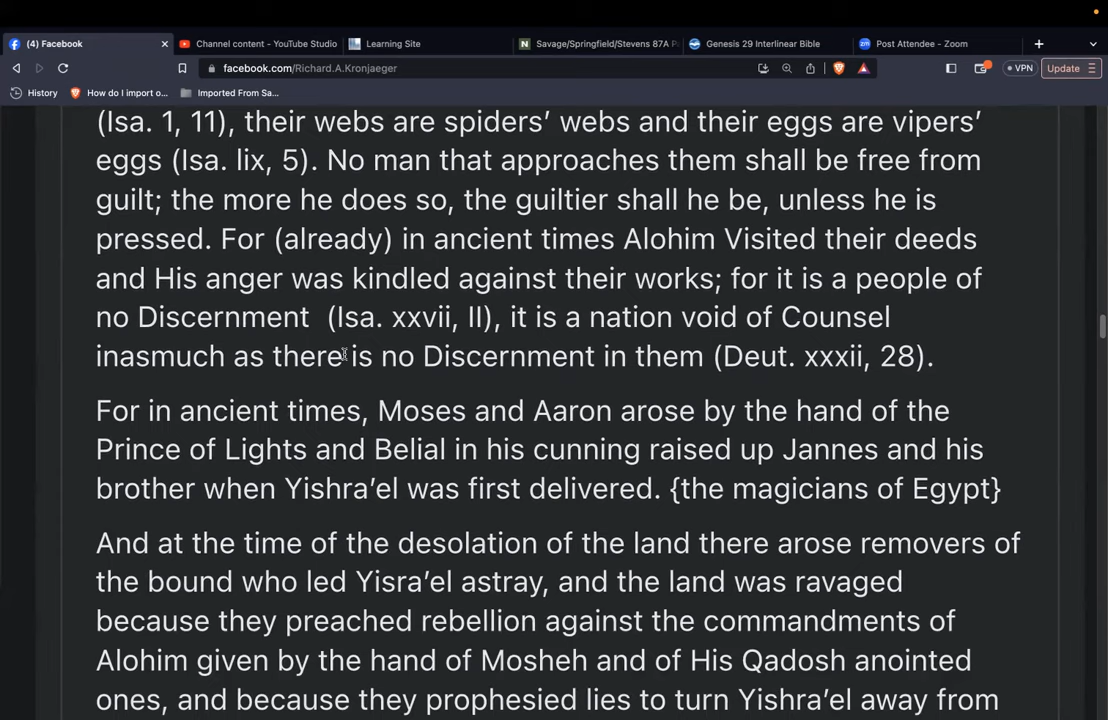 (4) Facebook
Channel content - YouTube Studio
Learning Site
Savage/Springfield/Stevens 87A P
Genesis 29 Interlinear Bible
Post Attendee - Zoom
facebook.com/Richard.A.Kronjaeger
VPN
Update
History
How do I import o...
Imported From Sa...
(Isa. 1, 11), their webs are spiders’ webs and their eggs are vipers’
eggs (Isa. lix, 5). No man that approaches them shall be free from
guilt; the more he does so, the guiltier shall he be, unless he is
pressed. For (already) in ancient times Alohim Visited their deeds
and His anger was kindled against their works; for it is a people of
no Discernment (Isa. xxvii, II), it is a nation void of Counsel
inasmuch as there is no Discernment in them (Deut. xxxii, 28).
For in ancient times, Moses and Aaron arose by the hand of the
Prince of Lights and Belial in his cunning raised up Jannes and his
brother when Yishra’el was first delivered. {the magicians of Egypt}
And at the time of the desolation of the land there arose removers of
the bound who led Yisra’el astray, and the land was ravaged
because they preached rebellion against the commandments of
Alohim given by the hand of Mosheh and of His Qadosh anointed
ones, and because they prophesied lies to turn Yishra’el away from